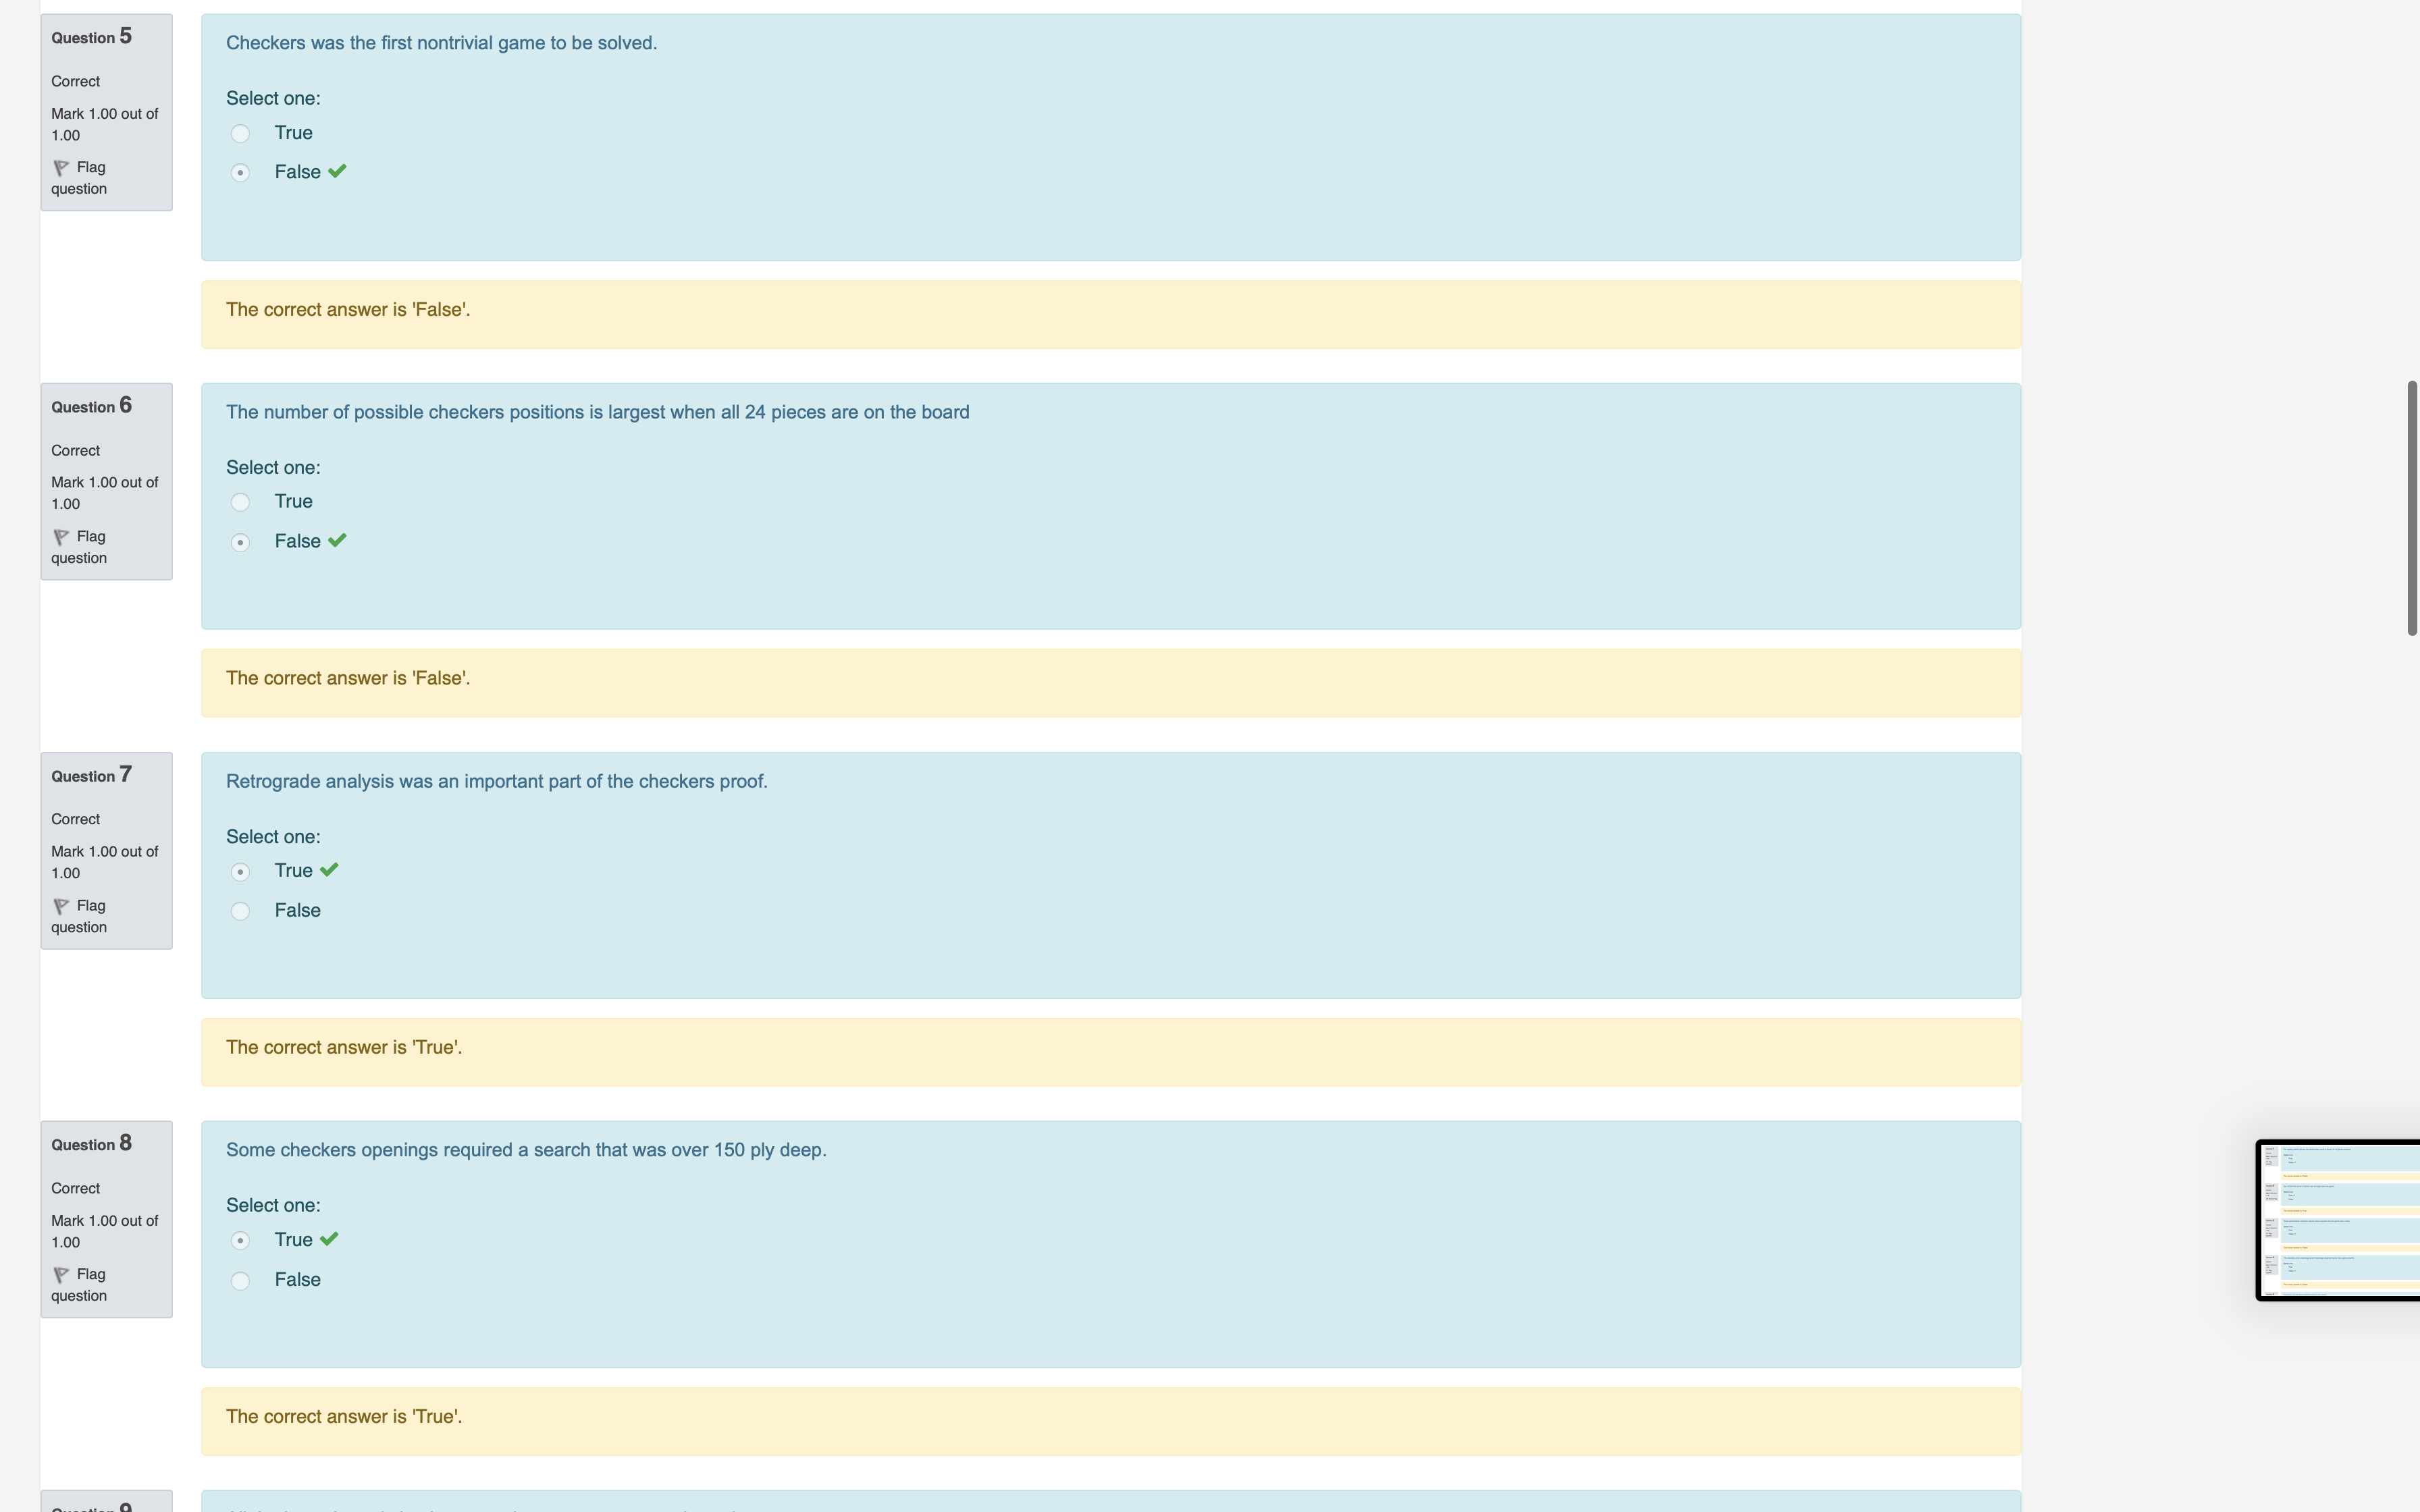 Question 5
Correct
Mark 1.00 out of
1.00
Flag
question
Checkers was the first nontrivial game to be solved.
Select one:
True
False
The correct answer is 'False'.
Question 6
Correct
Mark 1.00 out of
1.00
Flag
question
The number of possible checkers positions is largest when all 24 pieces are on the board
Select one:
True
False
The correct answer is 'False'.
Question 7
Correct
Mark 1.00 out of
1.00
Flag
question
Retrograde analysis was an important part of the checkers proof.
Select one:
True
False
The correct answer is 'True'.
Question 8
Correct
Mark 1.00 out of
1.00
Flag
question
Some checkers openings required a search that was over 150 ply deep.
Select one:
True
False
The correct answer is 'True'.
Question 9